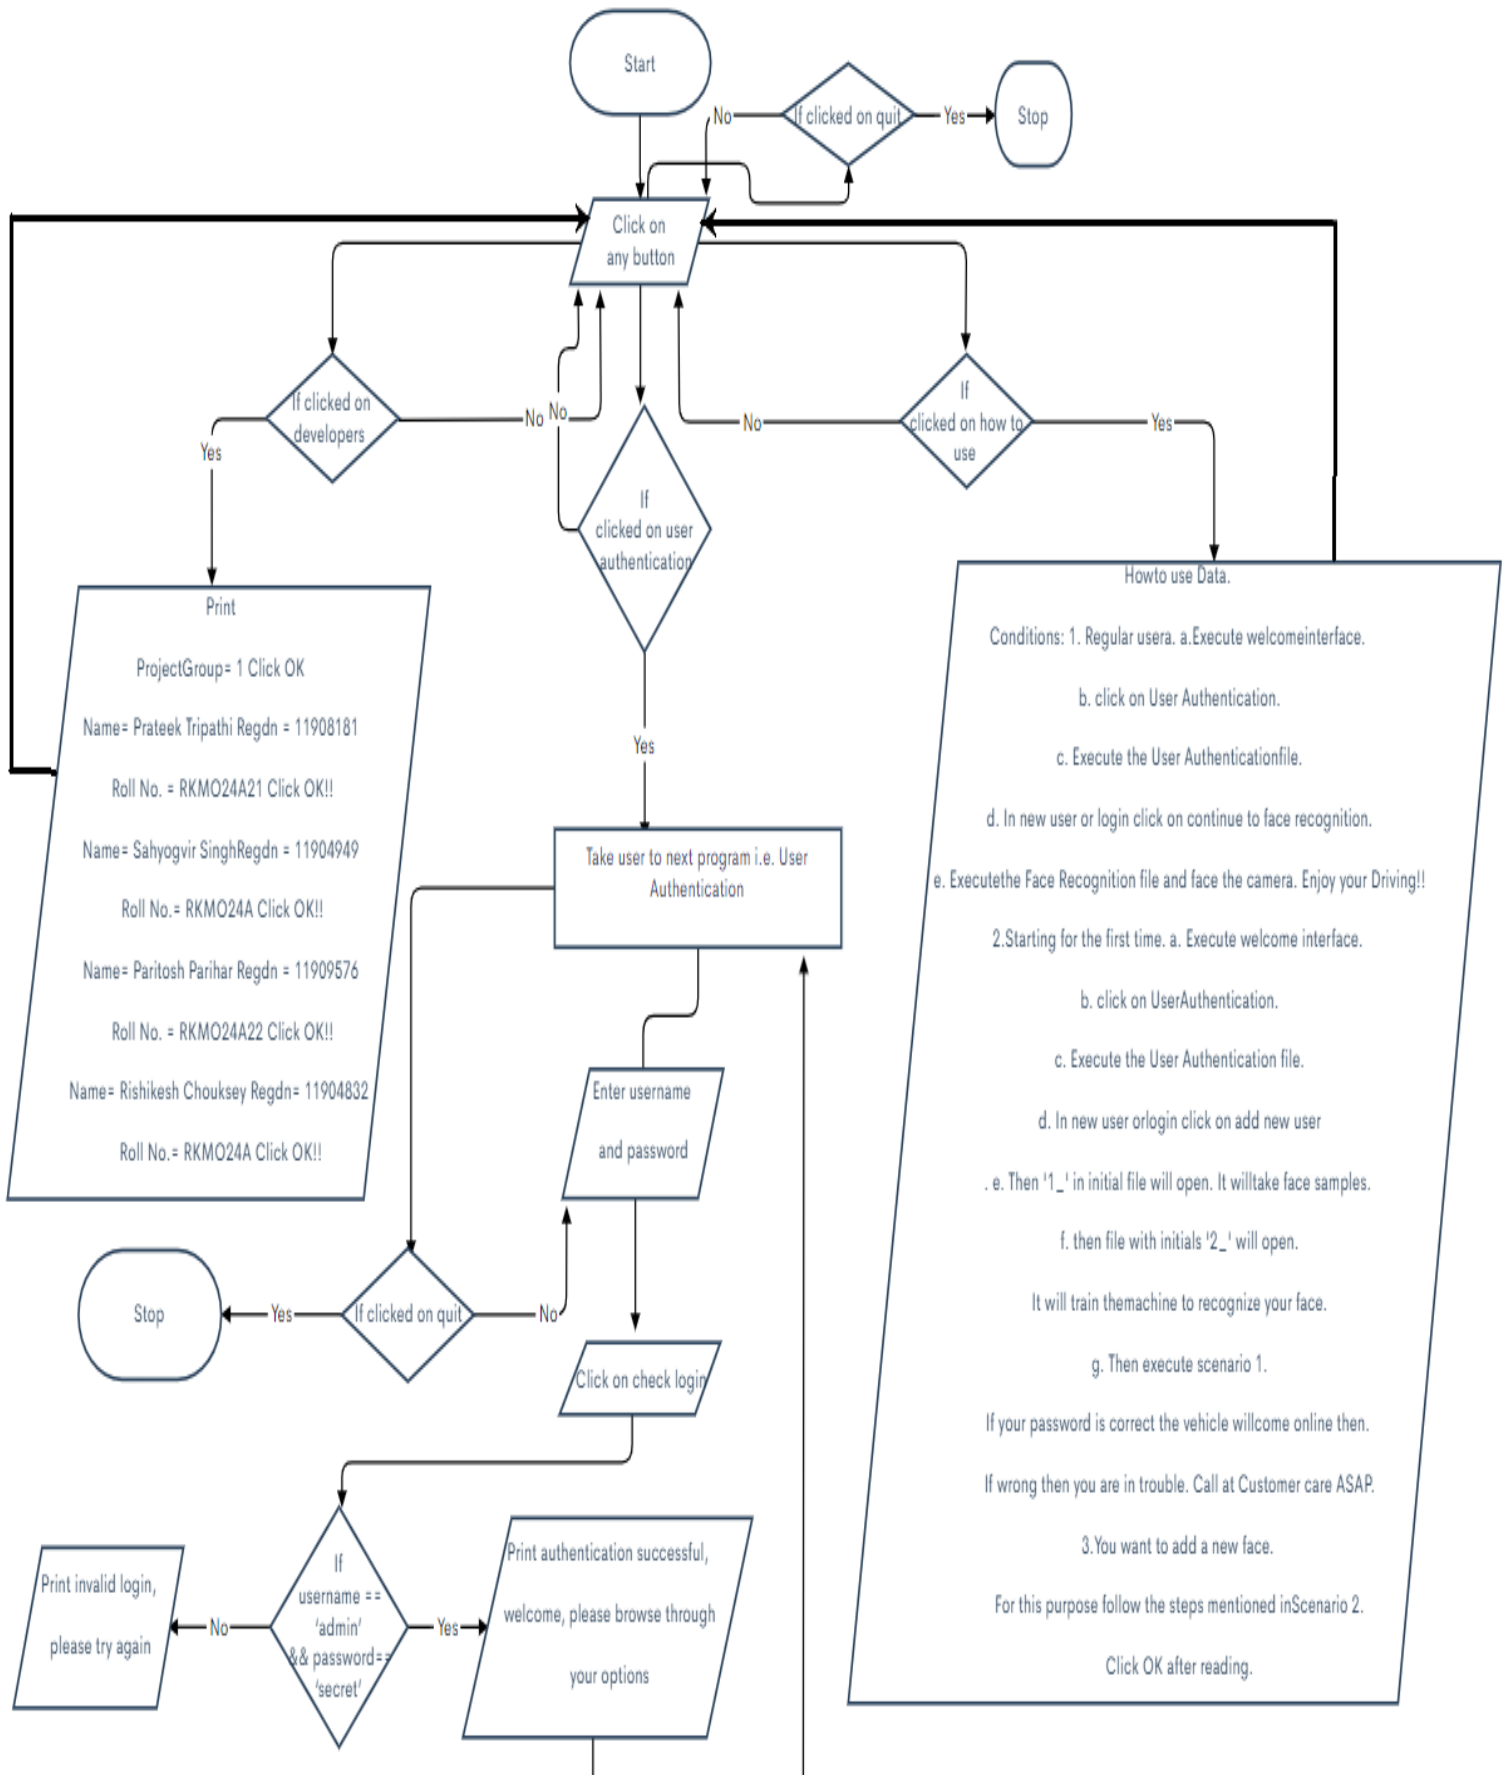 Start
If clicked on quit
No
Yes
Stop
Click on
any button
If clicked on
developers
No
Yes
No
If
clicked on user
authentication
Yes
If
clicked on how to
use
No
Yes
Print
ProjectGroup= 1 Click OK
Name= Prateek Tripathi Regdn = 11908181
Roll No. = RKMO24A21 Click OK!!
Name= Sahyogvir SinghRegdn = 11904949
Roll No.= RKMO24A Click OK!!
Name= Paritosh Parihar Regdn = 11909576
Roll No. = RKMO24A22 Click OK!!
Name= Rishikesh Chouksey Regdn= 11904832
Roll No.= RKMO24A Click OK!!
Howto use Data.
Conditions: 1. Regular usera. a.Execute welcomeinterface.
b. click on User Authentication.
c. Execute the User Authenticationfile.
d. In new user or login click on continue to face recognition.
e. Executethe Face Recognition file and face the camera. Enjoy your Driving!!
2.Starting for the first time. a. Execute welcome interface.
b. click on UserAuthentication.
c. Execute the User Authentication file.
d. In new user orlogin click on add new user
. e. Then '1_' in initial file will open. It willtake face samples.
f. then file with initials '2_' will open.
It will train themachine to recognize your face.
g. Then execute scenario 1.
If your password is correct the vehicle willcome online then.
If wrong then you are in trouble. Call at Customer care ASAP.
3.You want to add a new face.
For this purpose follow the steps mentioned inScenario 2.
Click OK after reading.
Take user to next program i.e. User
Authentication
Enter username
and password
Stop
Yes
If clicked on quit
No
Click on check login
If
username ==
‘admin’
&& password==
‘secret’
No
Yes
Print invalid login,
please try again
Print authentication successful,
welcome, please browse through
your options